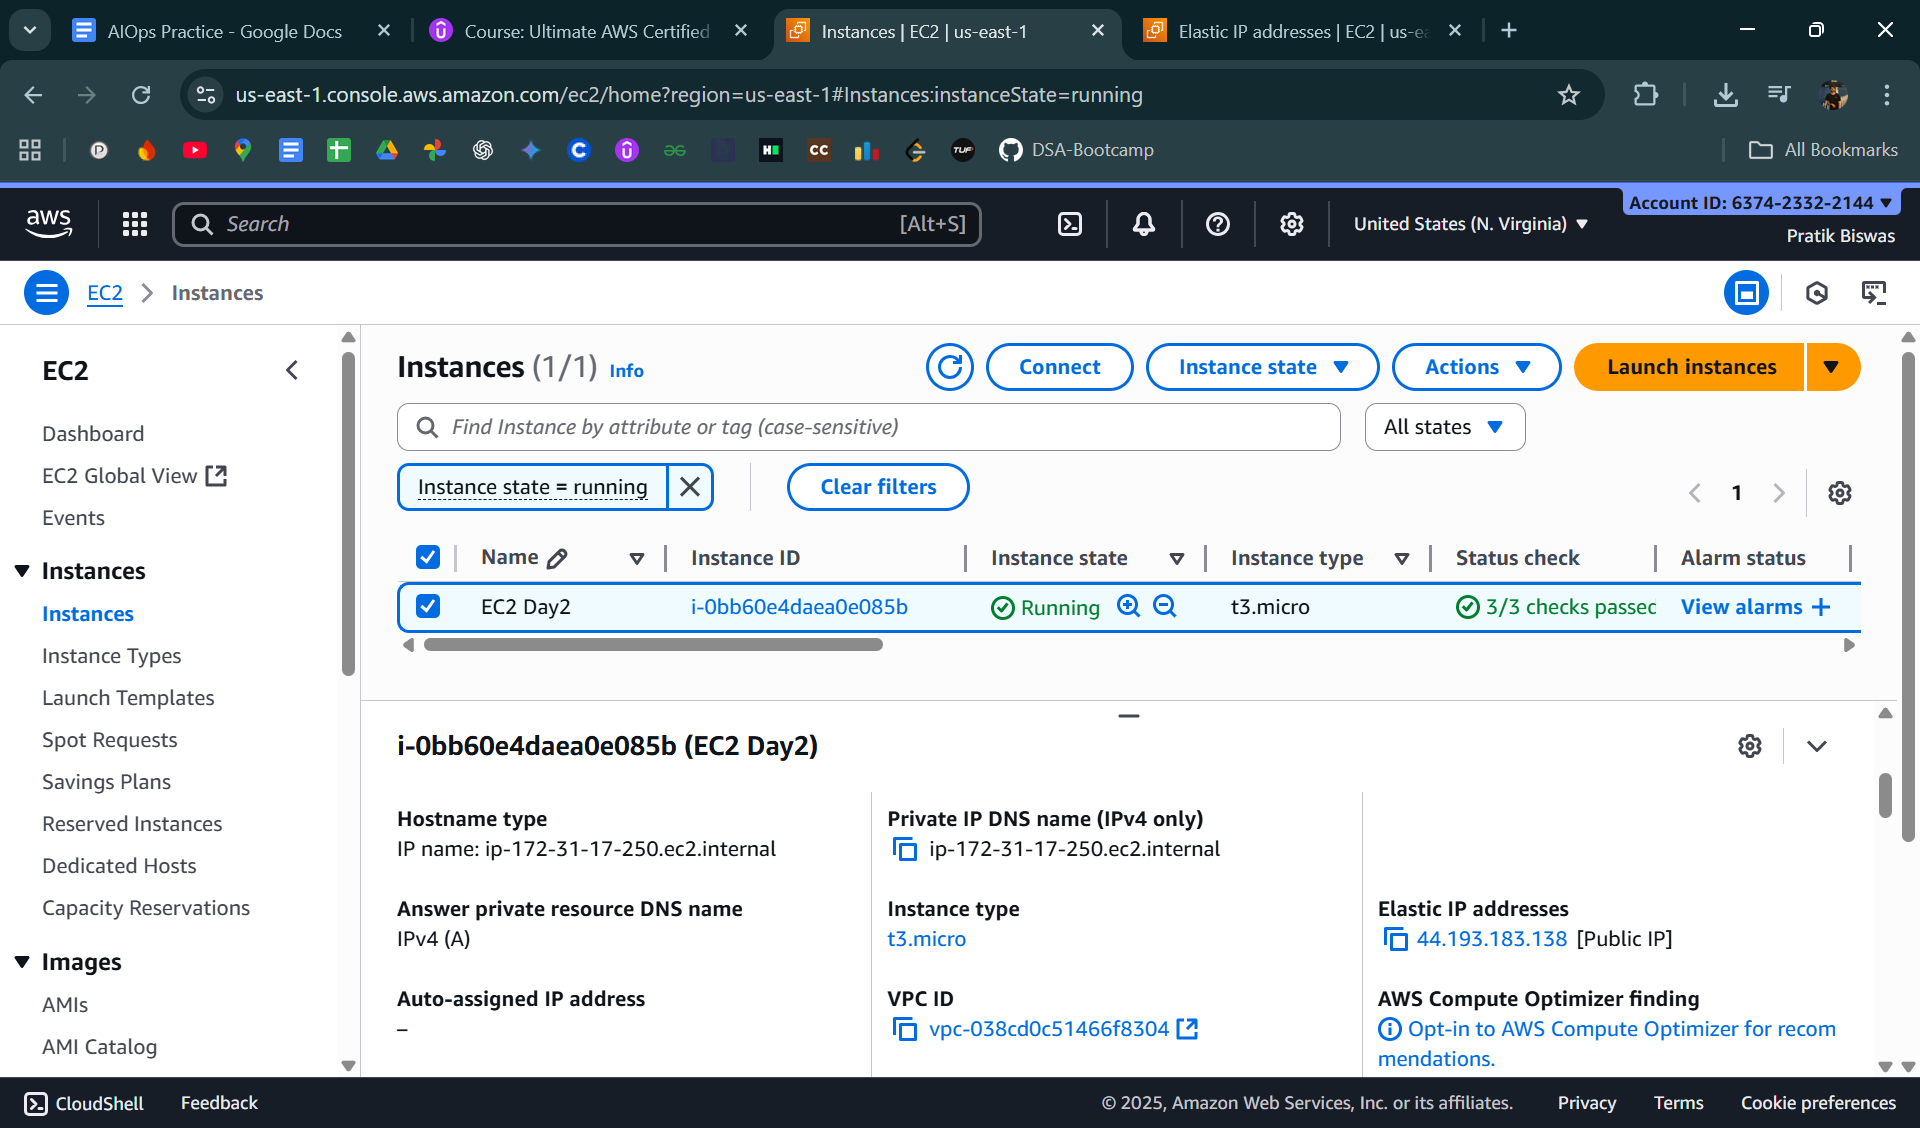 AIOps Practice - Google Docs
Course: Ultimate AWS Certified
Instances | EC2 | us-east-1
Elastic IP addresses | EC2 | us-ea
us-east-1.console.aws.amazon.com/ec2/home?region=us-east-1#Instances:instanceState=running
DSA-Bootcamp
All Bookmarks
aws
Search
[Alt+S]
United States (N. Virginia)
Account ID: 6374-2332-2144
Pratik Biswas
EC2 > Instances
EC2
Dashboard
EC2 Global View
Events
Instances
Instances
Instance Types
Launch Templates
Spot Requests
Savings Plans
Reserved Instances
Dedicated Hosts
Capacity Reservations
Images
AMIs
AMI Catalog
Instances (1/1) Info
Connect
Instance state
Actions
Launch instances
Find Instance by attribute or tag (case-sensitive)
All states
Instance state = running
Clear filters
1
Name Instance ID Instance state Instance type Status check Alarm status
EC2 Day2 i-0bb60e4daea0e085b Running t3.micro 3/3 checks passed View alarms +
i-0bb60e4daea0e085b (EC2 Day2)
Hostname type
IP name: ip-172-31-17-250.ec2.internal
Private IP DNS name (IPv4 only)
ip-172-31-17-250.ec2.internal
Answer private resource DNS name
IPv4 (A)
Instance type
t3.micro
Elastic IP addresses
44.193.183.138 [Public IP]
Auto-assigned IP address
–
VPC ID
vpc-038cd0c51466f8304
AWS Compute Optimizer finding
Opt-in to AWS Compute Optimizer for recom
mendations.
CloudShell
Feedback
© 2025, Amazon Web Services, Inc. or its affiliates.
Privacy
Terms
Cookie preferences